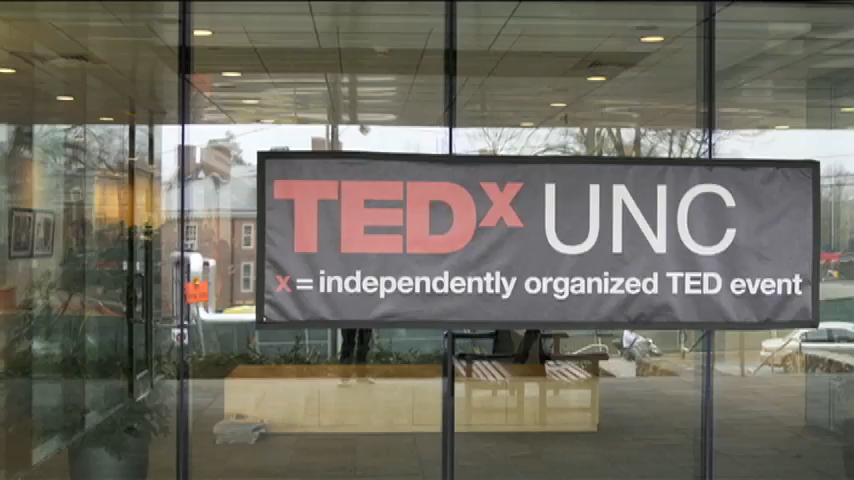 TEDx UNC
x = independently organized TED event